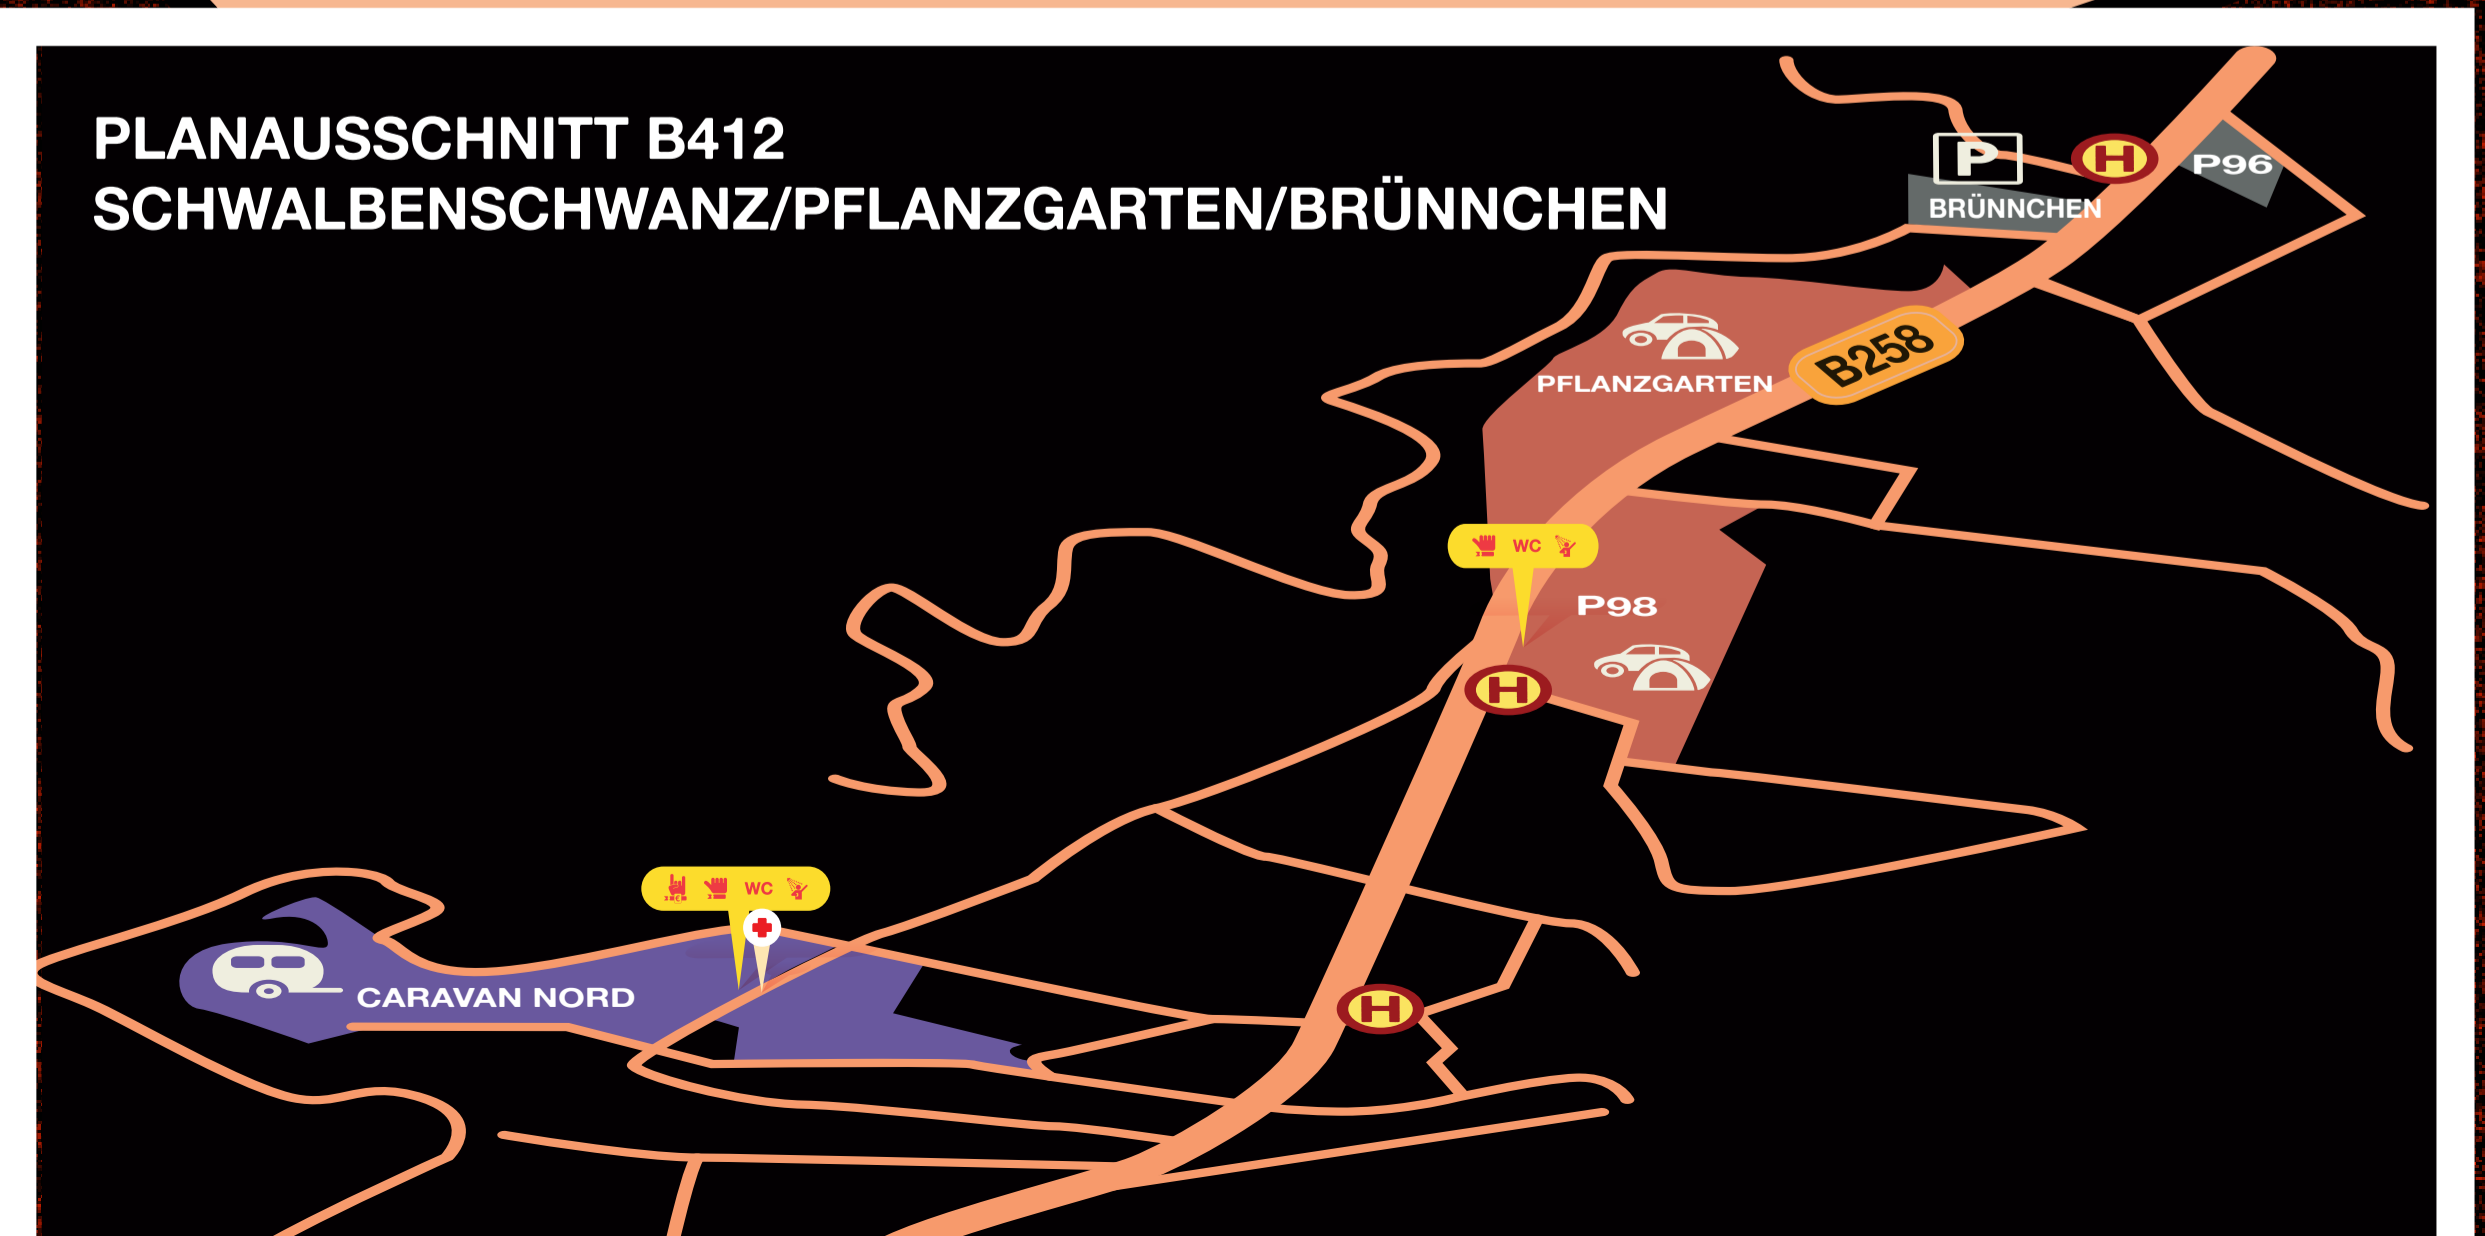 PLANAUSSCHNITT B412
SCHWALBENSCHWANZ/PFLANZGARTEN/BRÜNNCHEN
P
H
P96
BRÜNNCHEN
B258
PFLANZGARTEN
WC
P98
H
WC
CARAVAN NORD
H